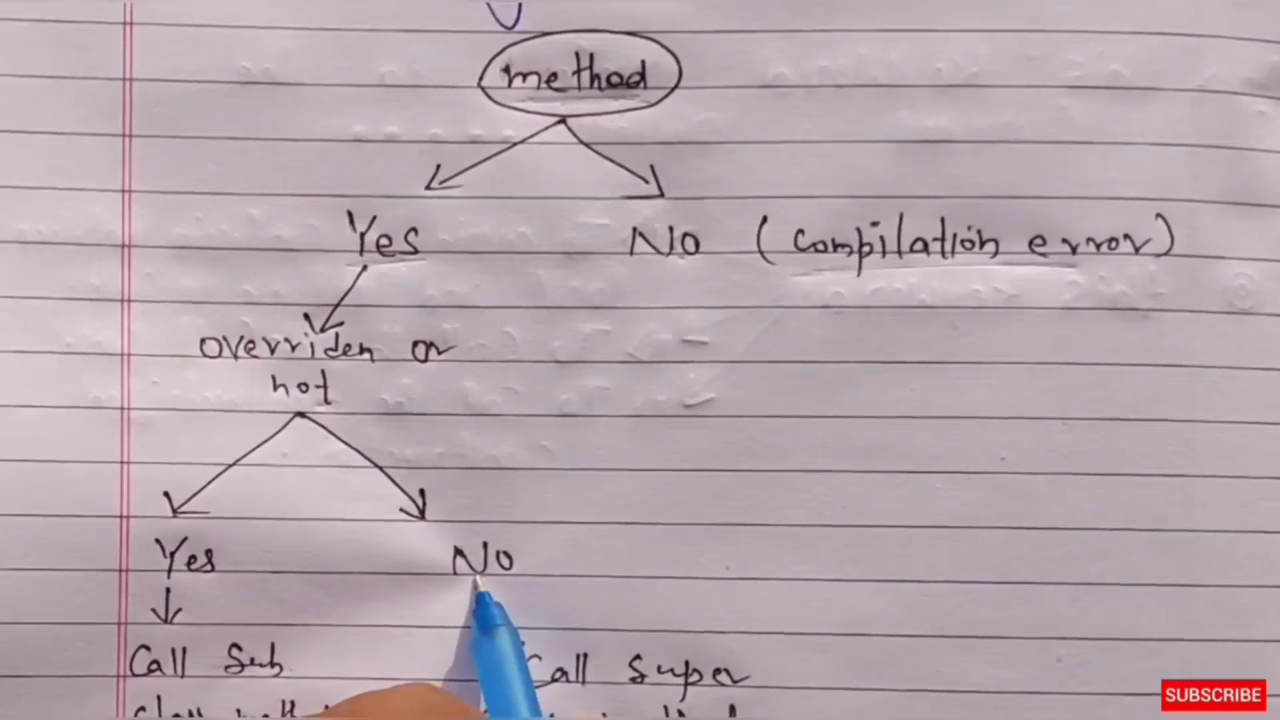 method
Yes No (Compilation error)
overriden or
not
Yes No
Call Sub Call Super
SUBSCRIBE